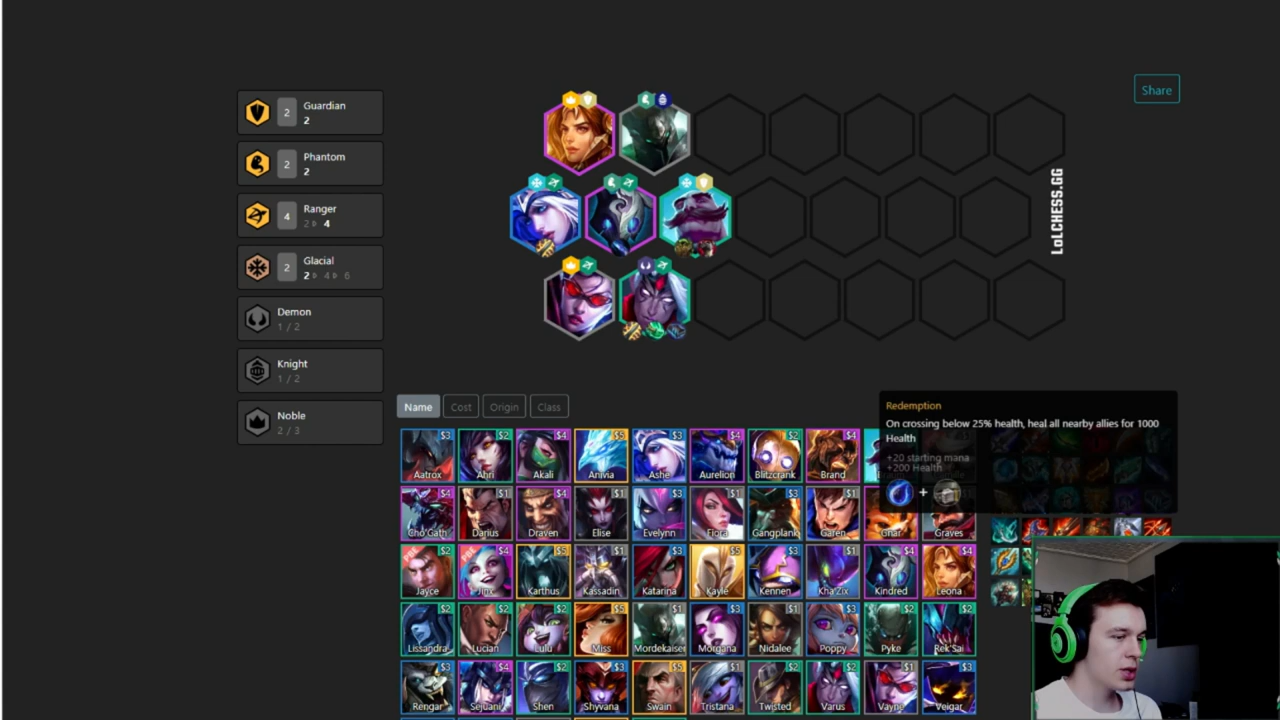 Share
2 Guardian
2
2 Phantom
2
4 Ranger
2 4
2 Glacial
2 4 6
Demon
1 / 2
Knight
1 / 2
Noble
2 / 3
LoLCHESS.GG
Name Cost Origin Class
Redemption
On crossing below 25% health, heal all nearby allies for 1000
Health
+20 starting mana
+200 Health
+
$3 $2 $4 $5 $3 $4 $2 $4
Aatrox Ahri Akali Anivia Ashe Aurelion Blitzcrank Brand
$4 $1 $4 $1 $3 $1 $3 $1
Cho'Gath Darius Draven Elise Evelynn Fiora Gangplank Garen Gnar Graves
$2 $4 $5 $1 $3 $5 $3 $1 $4 $4
Jayce Jinx Karthus Kassadin Katarina Kayle Kennen Kha'Zix Kindred Leona
$2 $2 $2 $5 $1 $3 $1 $3 $2 $2
Lissandra Lucian Lulu Miss Mordekaiser Morgana Nidalee Poppy Pyke Rek'Sai
$3 $4 $2 $3 $5 $1 $2 $2 $1 $3
Rengar Sejuani Shen Shyvana Swain Tristana Twisted Varus Vayne Veigar